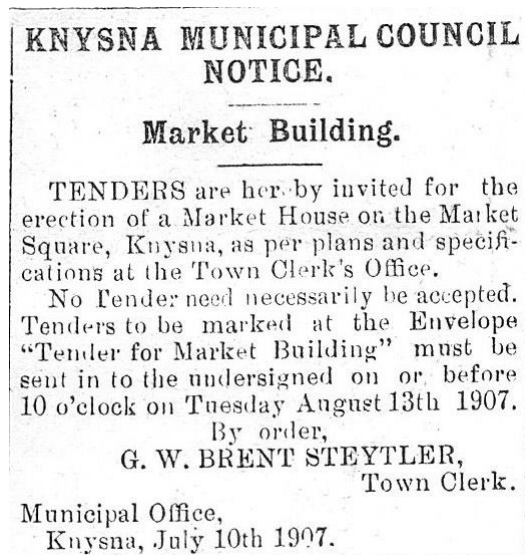 KNYSNA MUNICIPAL COUNCIL
NOTICE.
Market Building.
TENDERS are her by invited for the
erection of a Market House on the Market
Square, Knysna, as per plans and specifi-
cations at the Town Clerk's Office.
No Tender need necessarily be accepted.
Tenders to be marked at the Envelope
"Tender for Market Building" must be
sent in to the undersigned on or before
10 o'clock on Tuesday August 13th 1907.
By order,
G. W. BRENT STEYTLER,
Town Clerk.
Municipal Office,
Knysna, July 10th 1907.